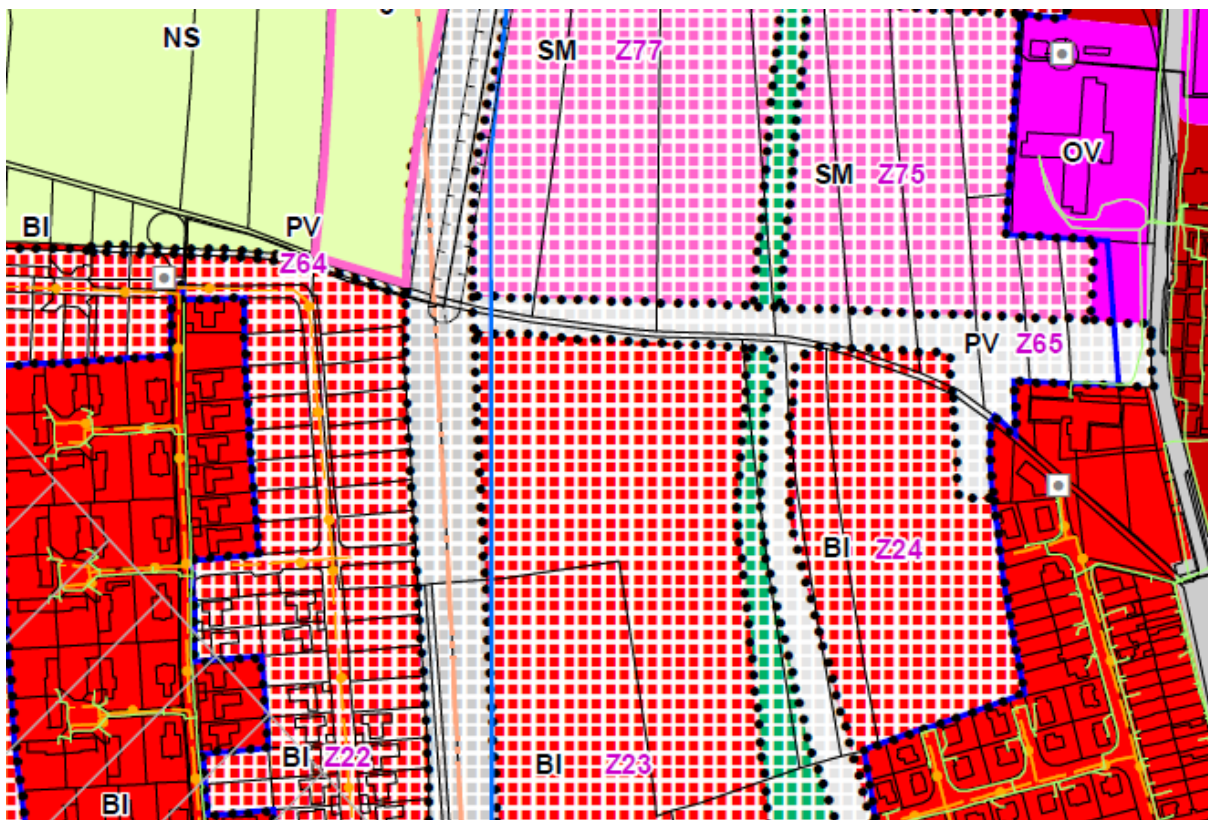 NS
SM Z77
OV
SM Z75
BI
PV
Z64
PV Z65
BI Z24
BI Z22
BI Z23
BI